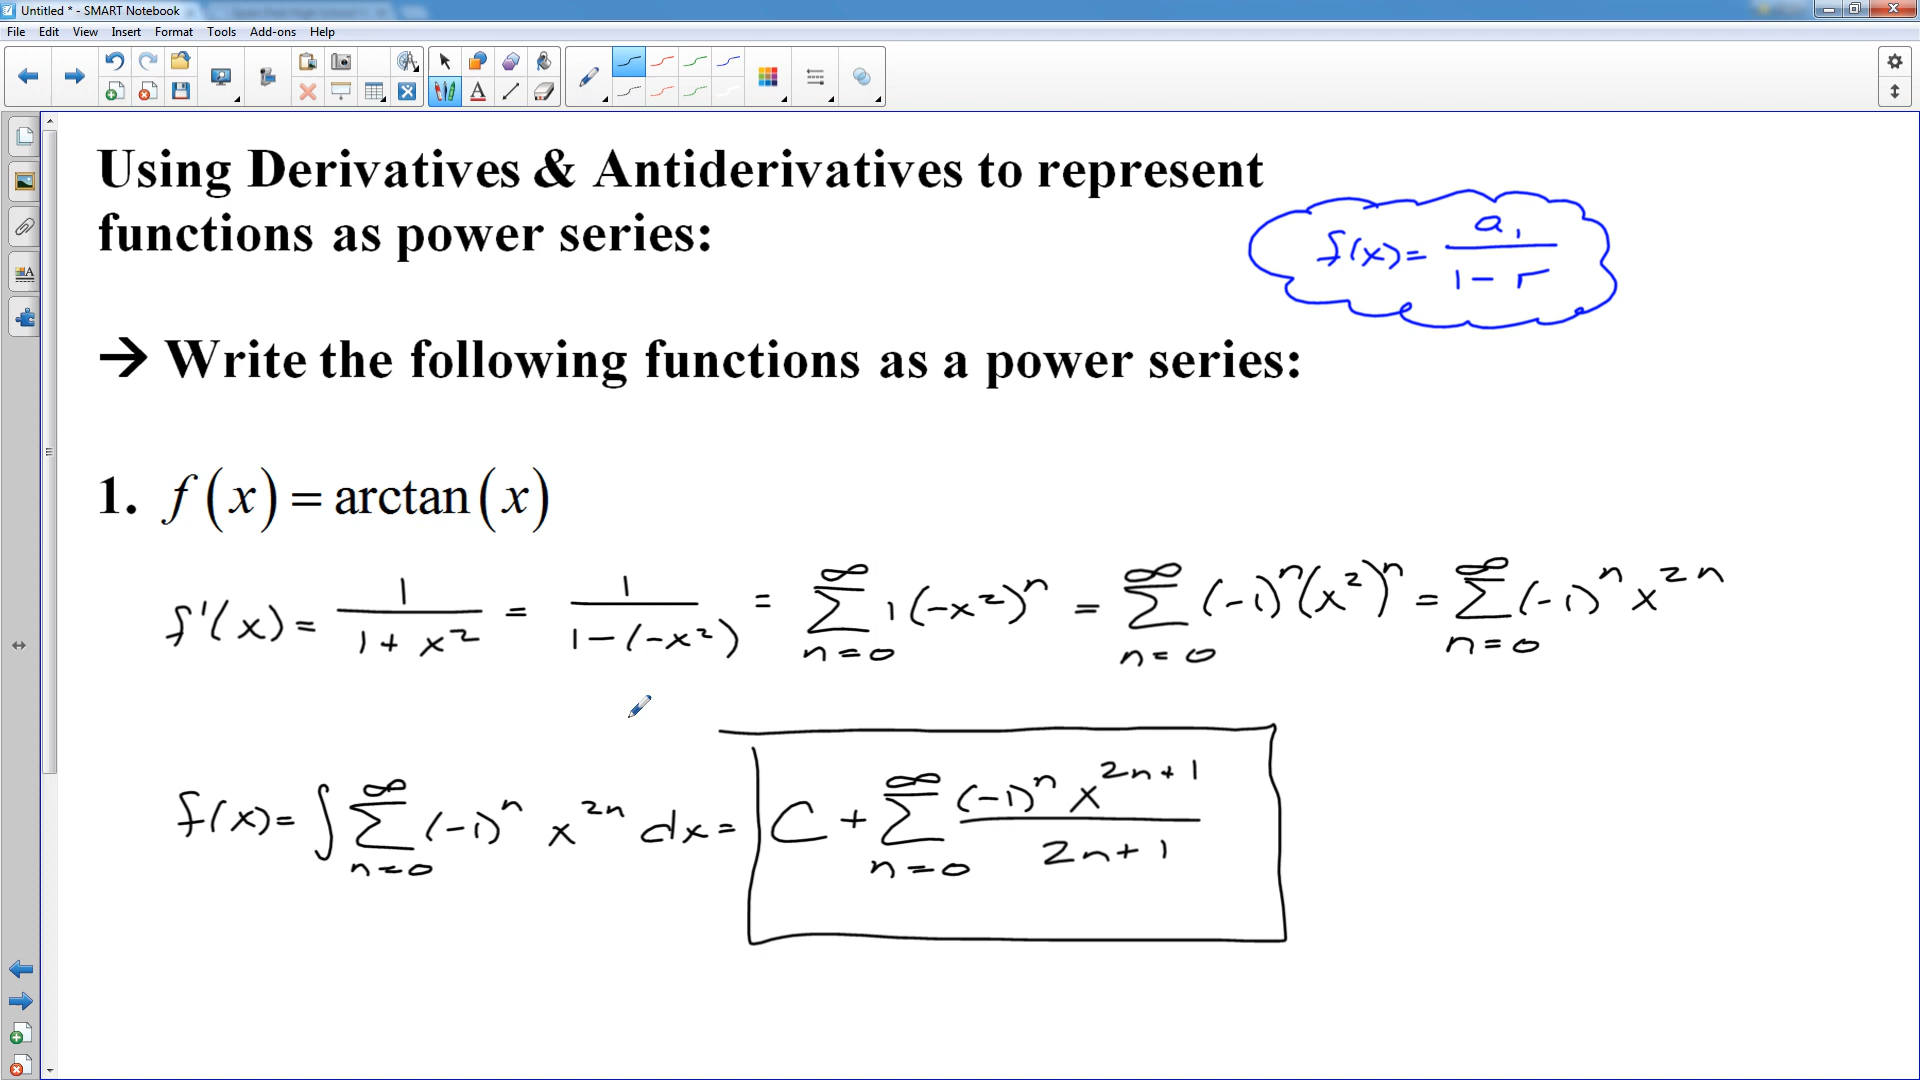 Untitled * - SMART Notebook
File Edit View Insert Format Tools Add-ons Help
Using Derivatives & Antiderivatives to represent
functions as power series:
f(x) = a₁ / (1 - r)
→ Write the following functions as a power series:
1. f(x) = arctan(x)
f'(x) = 1/(1 + x²) = 1/(1 - (-x²)) = ∑_{n=0}^{∞} 1(-x²)ⁿ = ∑_{n=0}^{∞} (-1)ⁿ(x²)ⁿ = ∑_{n=0}^{∞} (-1)ⁿ x²ⁿ
f(x) = ∫ ∑_{n=0}^{∞} (-1)ⁿ x²ⁿ dx = C + ∑_{n=0}^{∞} (-1)ⁿ x²ⁿ⁺¹ / (2n+1)